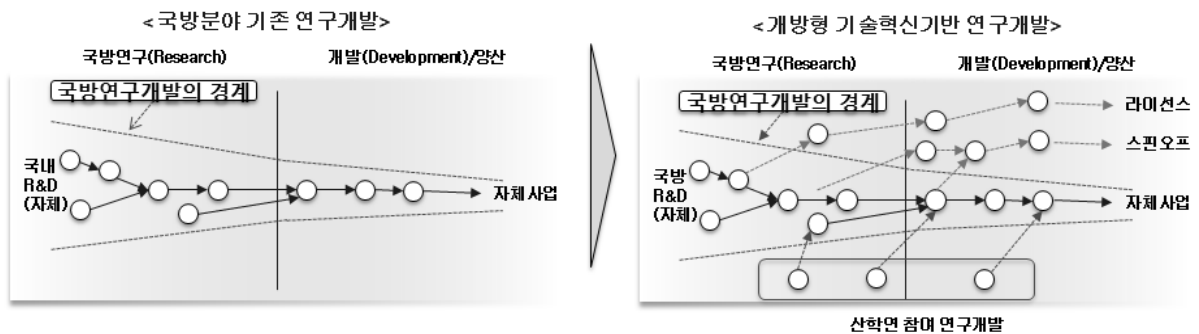 <국방분야 기존 연구개발>
국방연구(Research)
개발(Development)/양산
국방연구개발의 경계
국내
R&D
(자체)
자체사업
<개방형 기술혁신기반 연구개발>
국방연구(Research)
개발(Development)/양산
국방연구개발의 경계
라이선스
스핀오프
국방
R&D
(자체)
자체사업
산학연 참여 연구개발